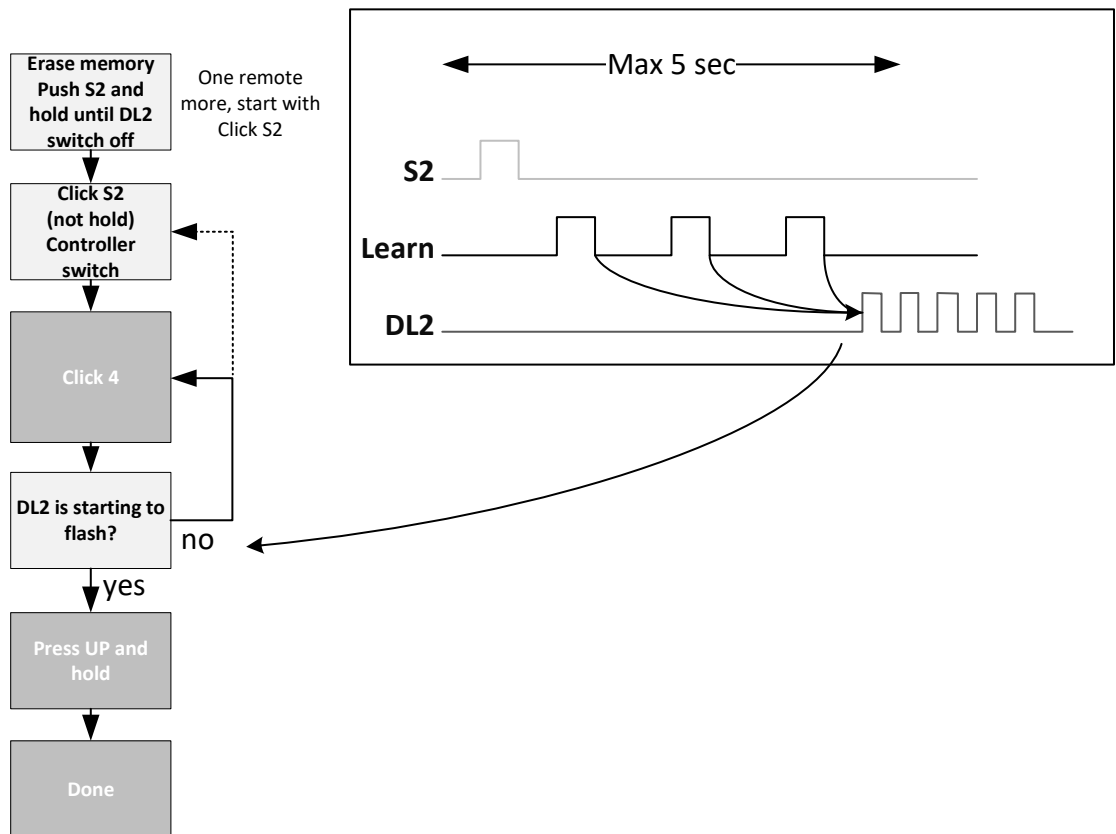 Erase memory
Push S2 and
hold until DL2
switch off
One remote
more, start with
Click S2
Click S2
(not hold)
Controller
switch
Click 4
DL2 is starting to
flash?
no
yes
Press UP and
hold
Done
Max 5 sec
S2
Learn
DL2